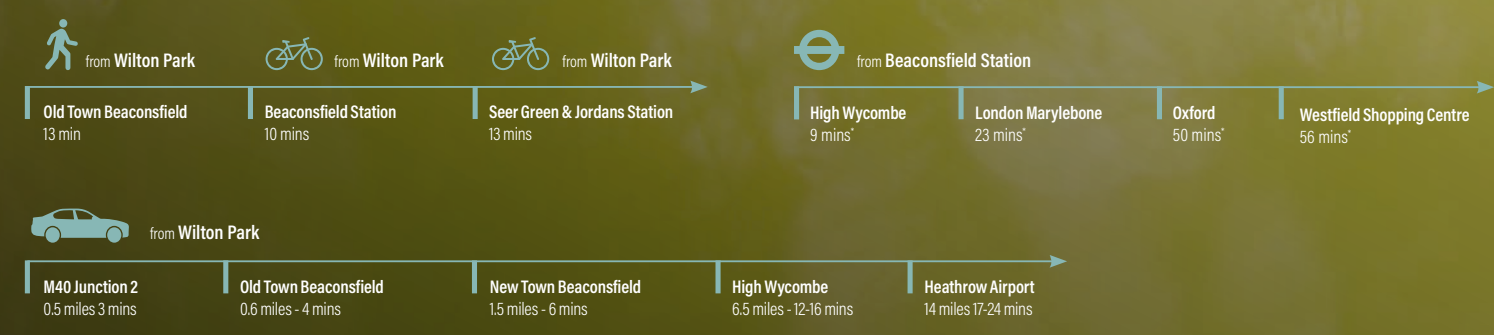 from Wilton Park
from Wilton Park
from Wilton Park
Old Town Beaconsfield
13 min
Beaconsfield Station
10 mins
Seer Green & Jordans Station
13 mins
from Beaconsfield Station
High Wycombe
9 mins*
London Marylebone
23 mins*
Oxford
50 mins*
Westfield Shopping Centre
56 mins*
from Wilton Park
M40 Junction 2
0.5 miles 3 mins
Old Town Beaconsfield
0.6 miles - 4 mins
New Town Beaconsfield
1.5 miles - 6 mins
High Wycombe
6.5 miles - 12-16 mins
Heathrow Airport
14 miles 17-24 mins